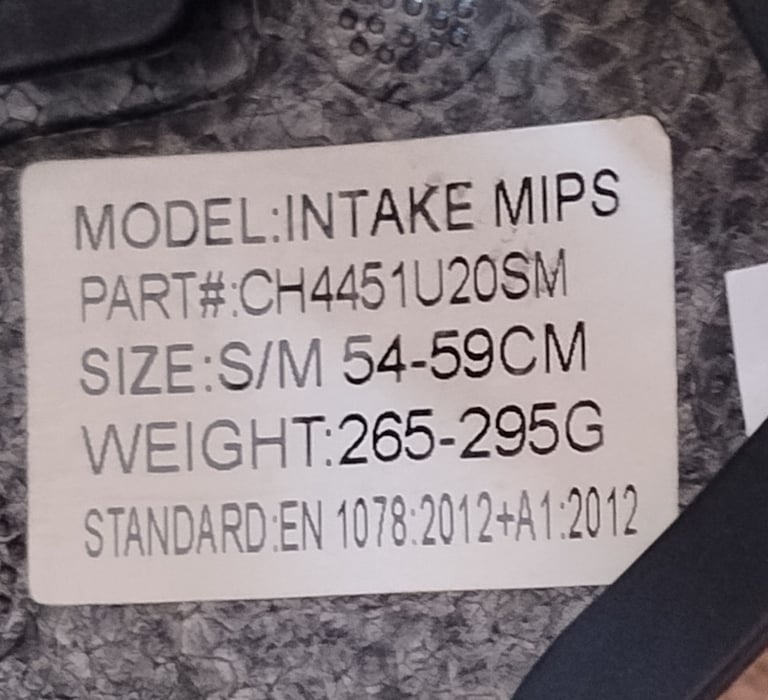 MODEL:INTAKE MIPS
PART#:CH4451U20SM
SIZE:S/M 54-59CM
WEIGHT:265-295G
STANDARD:EN 1078:2012+A1:2012